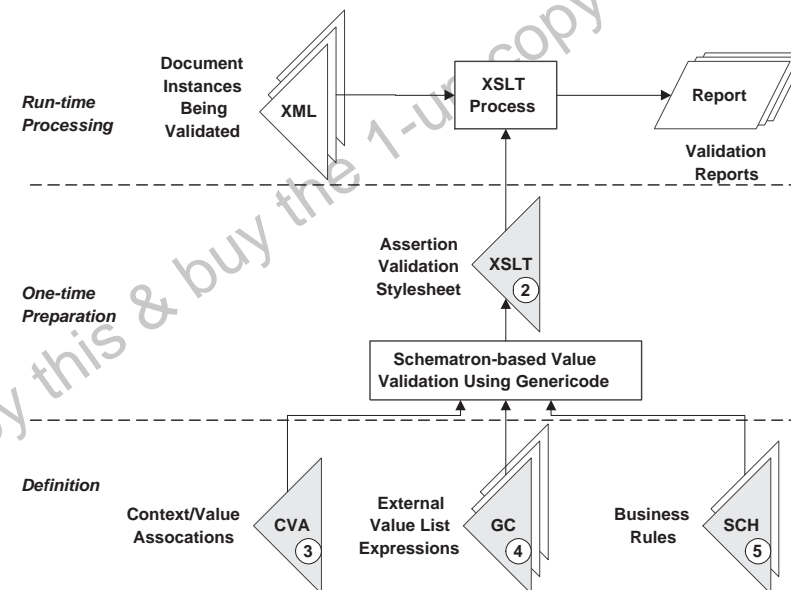 Document
Instances
Being
Validated
Run-time
Processing
XML
XSLT
Process
Report
Validation
Reports
Assertion
Validation
Stylesheet
XSLT
2
One-time
Preparation
Schematron-based Value
Validation Using Genericode
Definition
Context/Value
Assocations
CVA
3
External
Value List
Expressions
GC
4
Business
Rules
SCH
5
this & buy the 1-up copy